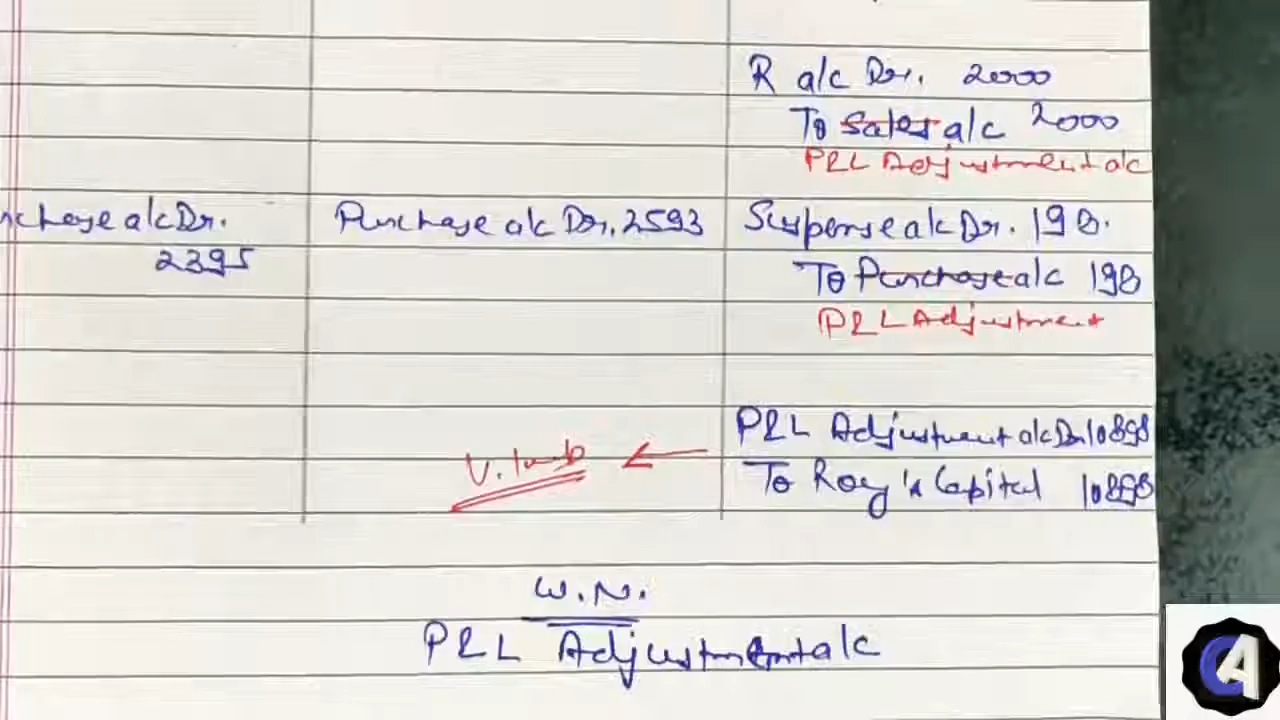 R a/c Dr. 2000
To Sales a/c 2000
P&L Adjustment a/c
rchase a/c Dr.
2395
Purchase a/c Dr. 2593
Suspense a/c Dr. 198.
To Purchase a/c 198
P&L Adjustment
P&L Adjustment a/c Dr. 10898
To Roy's Capital 10898
V. Imp
W.N.
P&L Adjustment a/c
CA